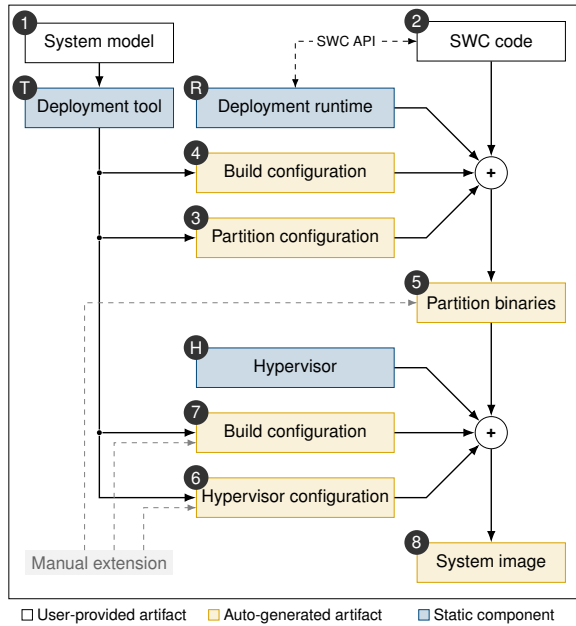 1
System model
2
SWC code
SWC API
T
Deployment tool
R
Deployment runtime
4
Build configuration
+
3
Partition configuration
5
Partition binaries
H
Hypervisor
7
Build configuration
+
6
Hypervisor configuration
Manual extension
8
System image
User-provided artifact
Auto-generated artifact
Static component